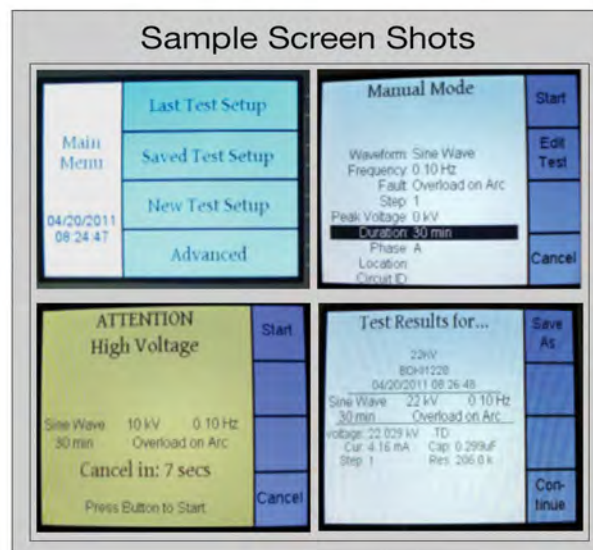 Sample Screen Shots
Main
Menu
04/20/2011
08:24:47
Last Test Setup
Saved Test Setup
New Test Setup
Advanced
Manual Mode
Waveform: Sine Wave
Frequency: 0.10 Hz
Fault: Overload on Arc
Step: 1
Peak Voltage: 0 kV
Duration: 30 min
Phase: A
Location:
Circuit ID:
Start
Edit
Test
Cancel
ATTENTION
High Voltage
Sine Wave 10 kV 0.10 Hz
30 min Overload on Arc
Cancel in: 7 secs
Press Button to Start
Start
Cancel
Test Results for...
22kV
04/20/2011 08:26:48
Sine Wave 22 kV 0.10 Hz
30 min Overload on Arc
voltage: 22.029 kV TD:
Cur: 4.16 mA Cap: 0.299uF
Step: 1 Res: 206.0 k
Save
As
Con-
tinue